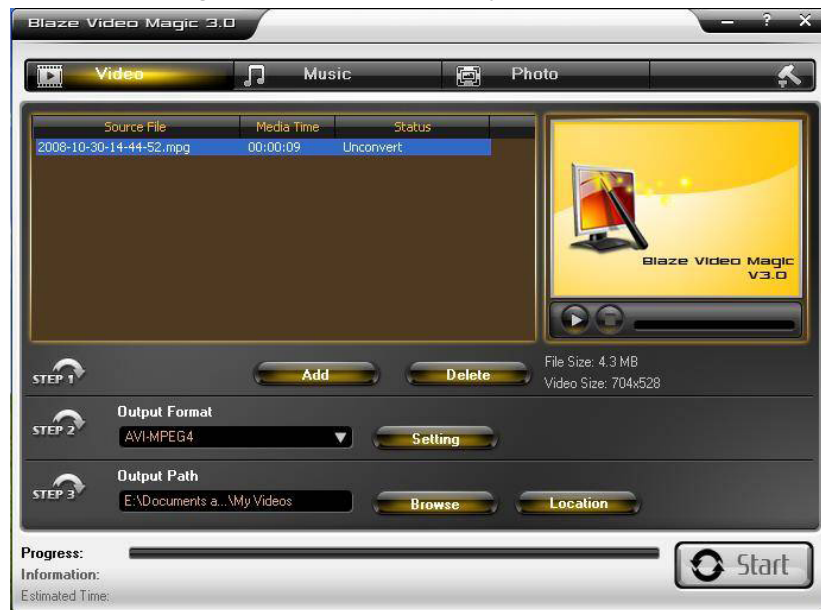 Blaze Video Magic 3.0
Video Music Photo
Source File Media Time Status
2008-10-30-14-44-52.mpg 00:00:09 Unconvert
Blaze Video Magic
V3.0
STEP 1 Add Delete
File Size: 4.3 MB
Video Size: 704x528
STEP 2
Output Format
AVI-MPEG4 Setting
STEP 3
Output Path
E:\Documents a...\My Videos Browse Location
Progress:
Information:
Estimated Time:
Start